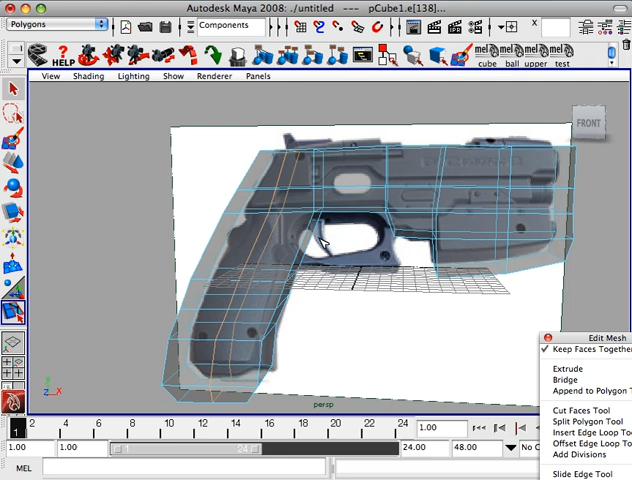 Autodesk Maya 2008: ./untitled --- pCube1.e[138]...
Polygons
Components
X
HELP
mel mel mel mel
cube ball upper test
View Shading Lighting Show Renderer Panels
FRONT
Edit Mesh
Keep Faces Together
Extrude
Bridge
Append to Polygon T
Cut Faces Tool
Split Polygon Tool
Insert Edge Loop To
Offset Edge Loop To
Add Divisions
Slide Edge Tool
y
z x
persp
1 2 4 6 8 10 12 14 16 18 20 22 24 1.00
1.00 1.00 1 24 24.00 48.00 No C
MEL